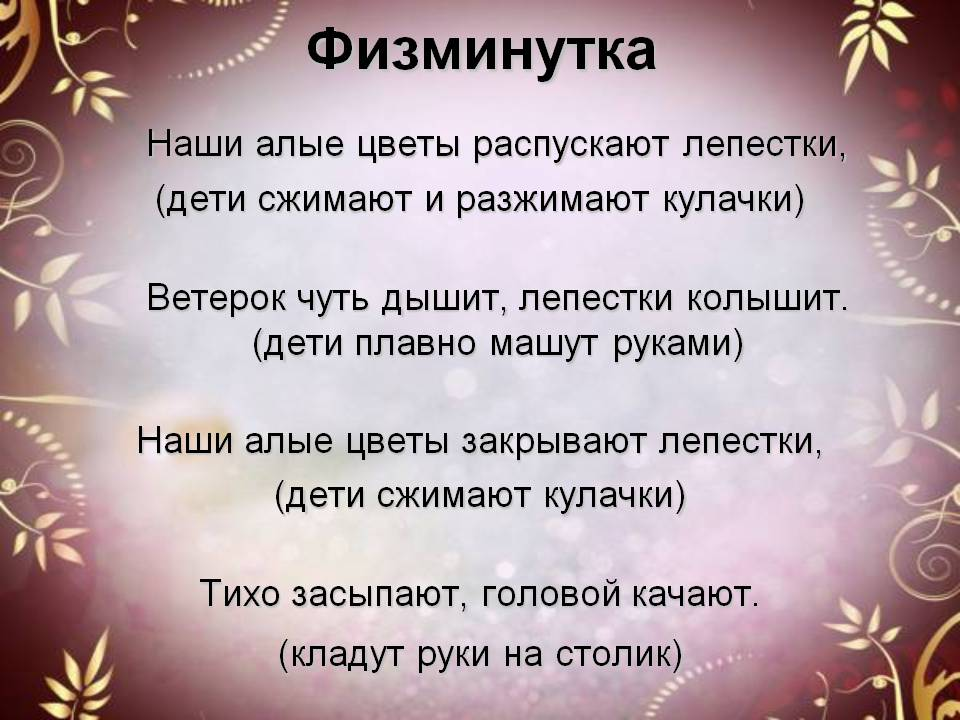 Физминутка
Наши алые цветы распускают лепестки,
(дети сжимают и разжимают кулачки)
Ветерок чуть дышит, лепестки колышит.
(дети плавно машут руками)
Наши алые цветы закрывают лепестки,
(дети сжимают кулачки)
Тихо засыпают, головой качают.
(кладут руки на столик)